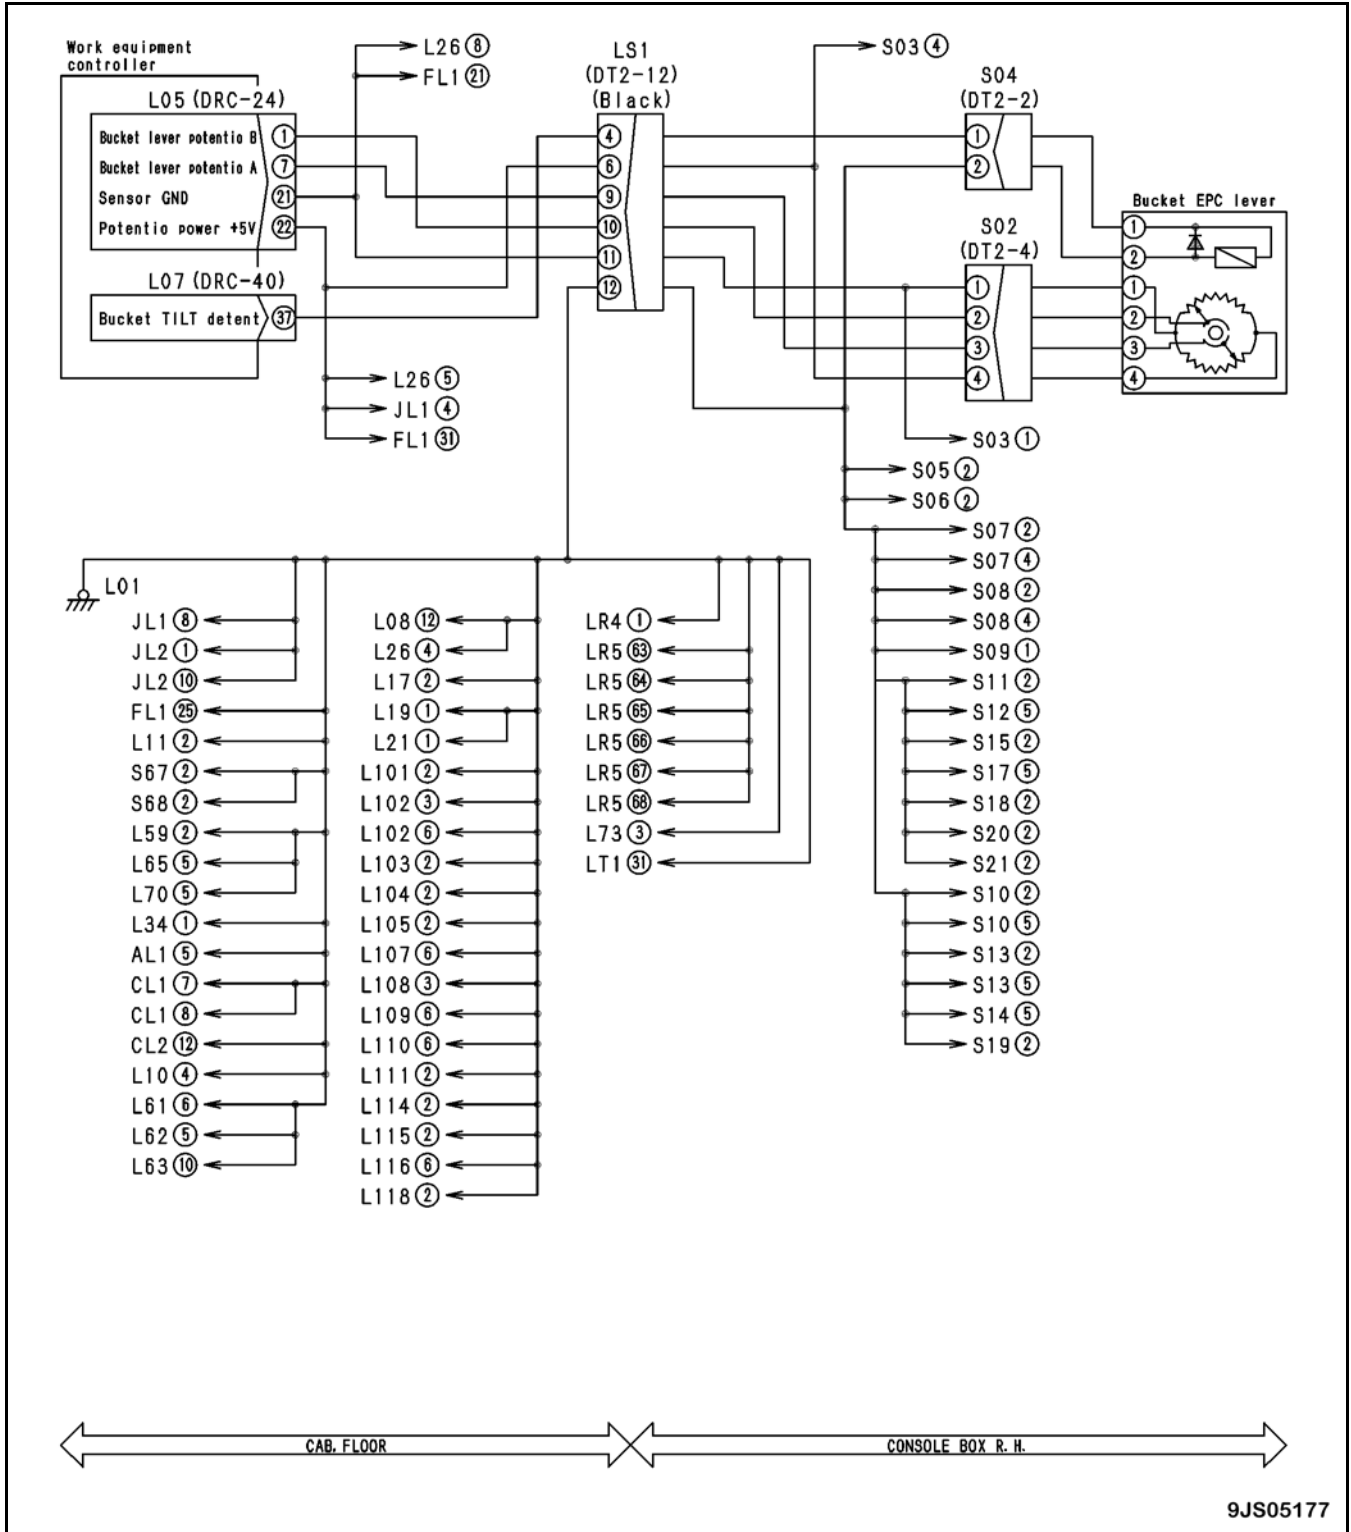 Work equipment
controller
L05 (DRC-24)
Bucket lever potentio B 1
Bucket lever potentio A 7
Sensor GND 21
Potentio power +5V 22
L07 (DRC-40)
Bucket TILT detent 37
L26 8
FL1 21
L26 5
JL1 4
FL1 31
LS1
(DT2-12)
(Black)
4
6
9
10
11
12
S03 4
S04
(DT2-2)
1
2
S02
(DT2-4)
1
2
3
4
Bucket EPC lever
1
2
1
2
3
4
S03 1
S05 2
S06 2
S07 2
S07 4
S08 2
S08 4
S09 1
S11 2
S12 5
S15 2
S17 5
S18 2
S20 2
S21 2
S10 2
S10 5
S13 2
S13 5
S14 5
S19 2
L01
JL1 8
JL2 1
JL2 10
FL1 25
L11 2
S67 2
S68 2
L59 2
L65 5
L70 5
L34 1
AL1 5
CL1 7
CL1 8
CL2 12
L10 4
L61 6
L62 5
L63 10
L08 12
L26 4
L17 2
L19 1
L21 1
L101 2
L102 3
L102 6
L103 2
L104 2
L105 2
L107 6
L108 3
L109 6
L110 6
L111 2
L114 2
L115 2
L116 6
L118 2
LR4 1
LR5 63
LR5 64
LR5 65
LR5 66
LR5 67
LR5 68
L73 3
LT1 31
CAB. FLOOR
CONSOLE BOX R. H.
9JS05177